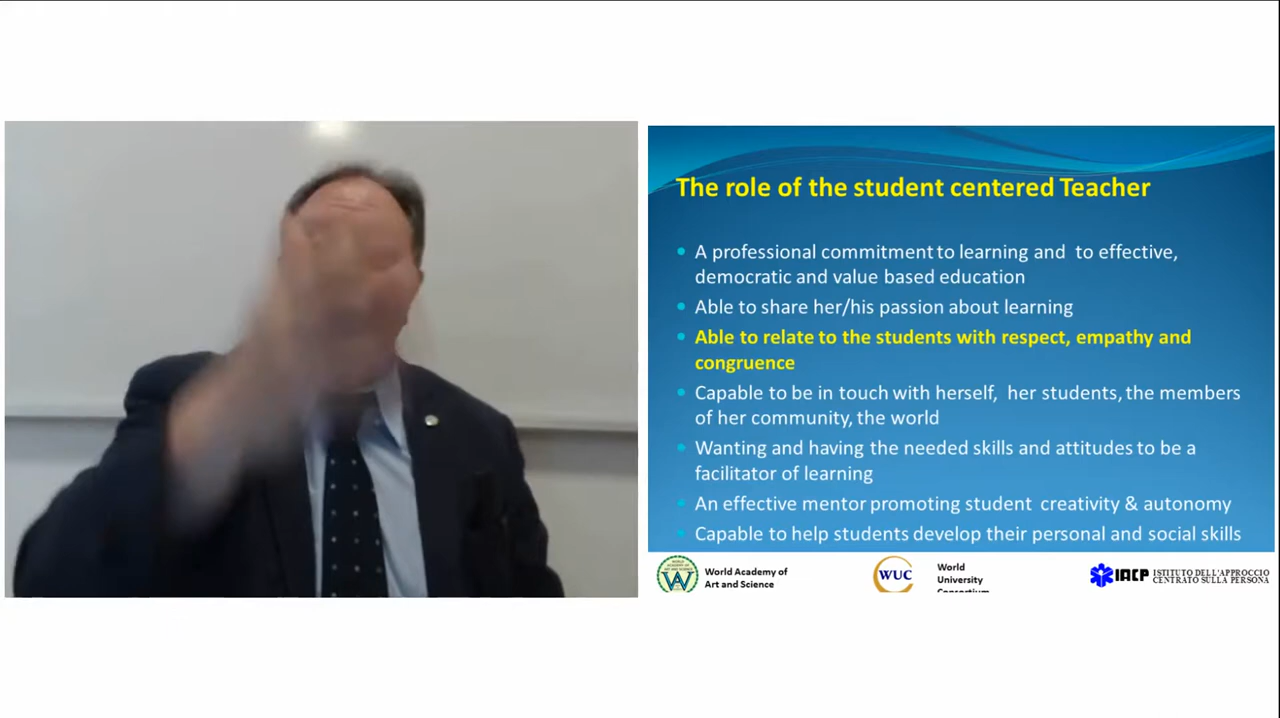 The role of the student centered Teacher
A professional commitment to learning and to effective,
democratic and value based education
Able to share her/his passion about learning
Able to relate to the students with respect, empathy and
congruence
Capable to be in touch with herself, her students, the members
of her community, the world
Wanting and having the needed skills and attitudes to be a
facilitator of learning
An effective mentor promoting student creativity & autonomy
Capable to help students develop their personal and social skills
World Academy of
Art and Science
WUC
World
University
Consortium
IACP
ISTITUTO DELL'APPROCCIO
CENTRATO SULLA PERSONA